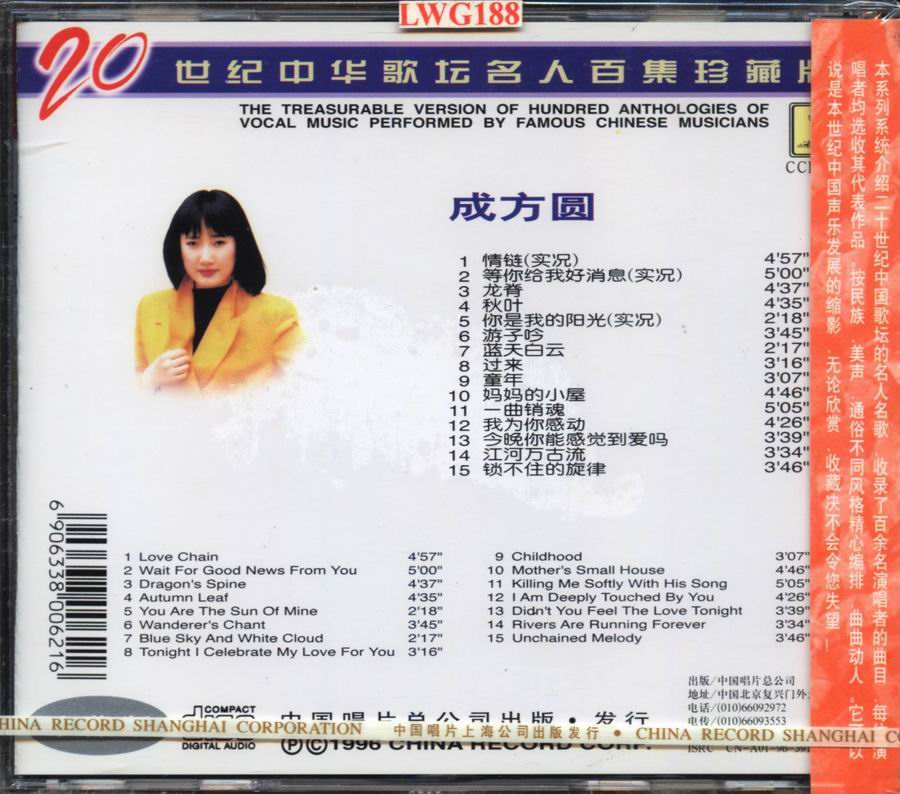 LWG188
20
世纪中华歌坛名人百集珍藏
THE TREASURABLE VERSION OF HUNDRED ANTHOLOGIES OF
VOCAL MUSIC PERFORMED BY FAMOUS CHINESE MUSICIANS
成方圆
1 情链(实况) 4'57"
2 等你给我好消息(实况) 5'00"
3 龙脊 4'37"
4 秋叶 4'35"
5 你是我的阳光(实况) 2'18"
6 游子吟 3'45"
7 蓝天白云 2'17"
8 过来 3'16"
9 童年 3'07"
10 妈妈的小屋 4'46"
11 一曲销魂 5'05"
12 我为你感动 4'26"
13 今晚你能感觉到爱吗 3'39"
14 江河万古流 3'34"
15 锁不住的旋律 3'46"
1 Love Chain 4'57"
2 Wait For Good News From You 5'00"
3 Dragon's Spine 4'37"
4 Autumn Leaf 4'35"
5 You Are The Sun Of Mine 2'18"
6 Wanderer's Chant 3'45"
7 Blue Sky And White Cloud 2'17"
8 Tonight I Celebrate My Love For You 3'16"
9 Childhood 3'07"
10 Mother's Small House 4'46"
11 Killing Me Softly With His Song 5'05"
12 I Am Deeply Touched By You 4'26"
13 Didn't You Feel The Love Tonight 3'39"
14 Rivers Are Running Forever 3'34"
15 Unchained Melody 3'46"
6906338006216
出版/中国唱片总公司
地址/中国北京复兴门外
电话/(010)66092972
电传/(010)66093553
COMPACT
DIGITAL AUDIO
中国唱片总公司出版·发行
HINA RECORD SHANGHAI CORPORATION 中国唱片上海公司出版发行 • CHINA RECORD SHANGHAI CO
Ⓟ©1996 CHINA RECORD CORP.
本系列系统介绍二十世纪中国歌坛的名人名歌.收录了百余名演唱者的曲目.每位演
唱者均选收其代表作品.按民族.美声.通俗不同风格精心编排.曲曲动人.它可以
说是本世纪中国声乐发展的缩影.无论欣赏.收藏决不会令您失望!